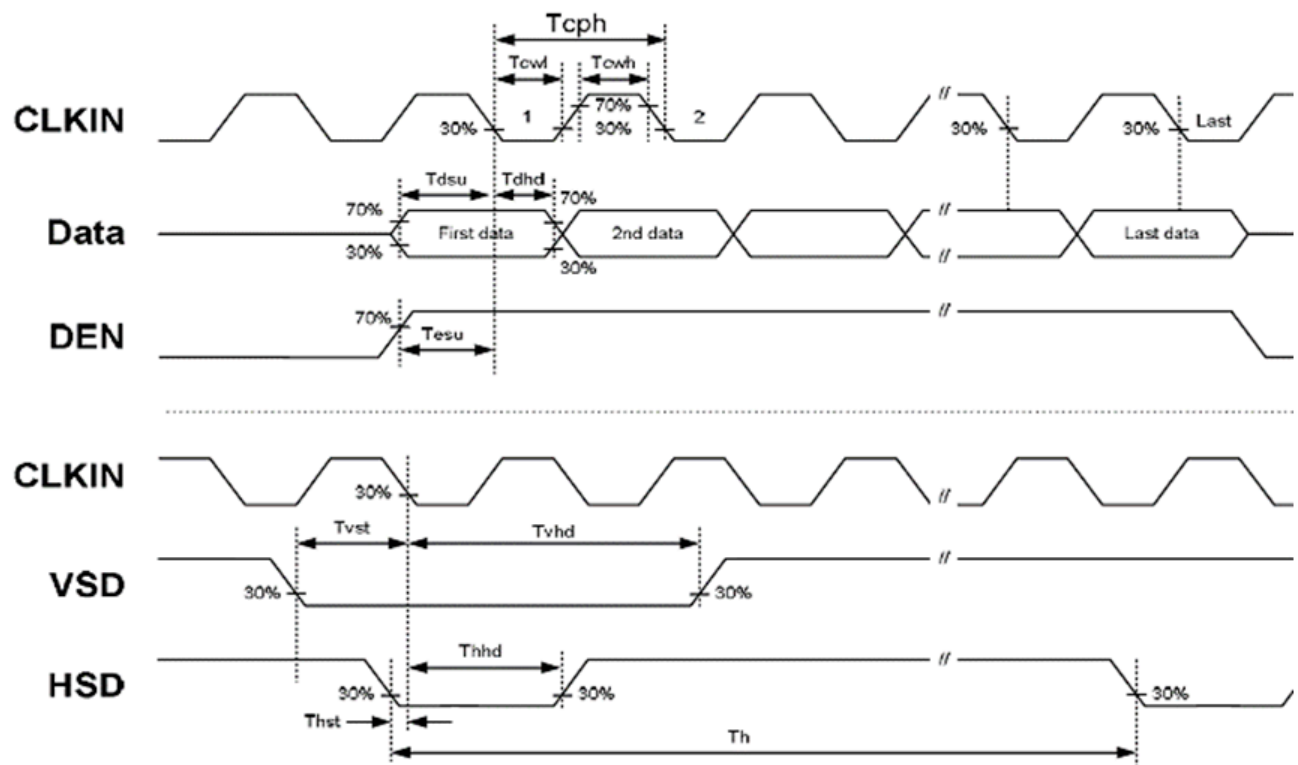 Tcph
Tcwl Tcwh
CLKIN 30% 1 70% 30% 2 30% 30% Last
Tdsu Tdhd
70% 70%
Data First data 2nd data Last data
30% 30%
70%
DEN Tesu
CLKIN 30%
Tvst Tvhd
VSD 30% 30%
Thhd
HSD 30% 30% 30%
Thst
Th